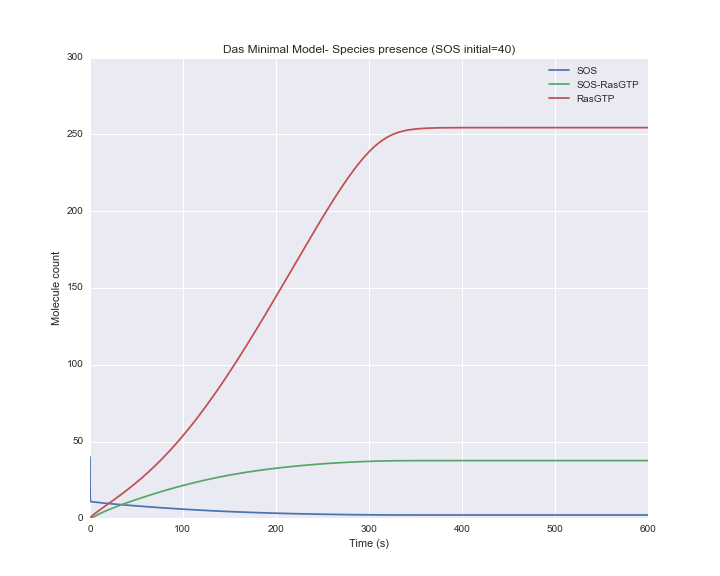 Das Minimal Model- Species presence (SOS initial=40)
300
SOS
SOS-RasGTP
RasGTP
250
200
150
100
50
0
Molecule count
0 100 200 300 400 500 600
Time (s)